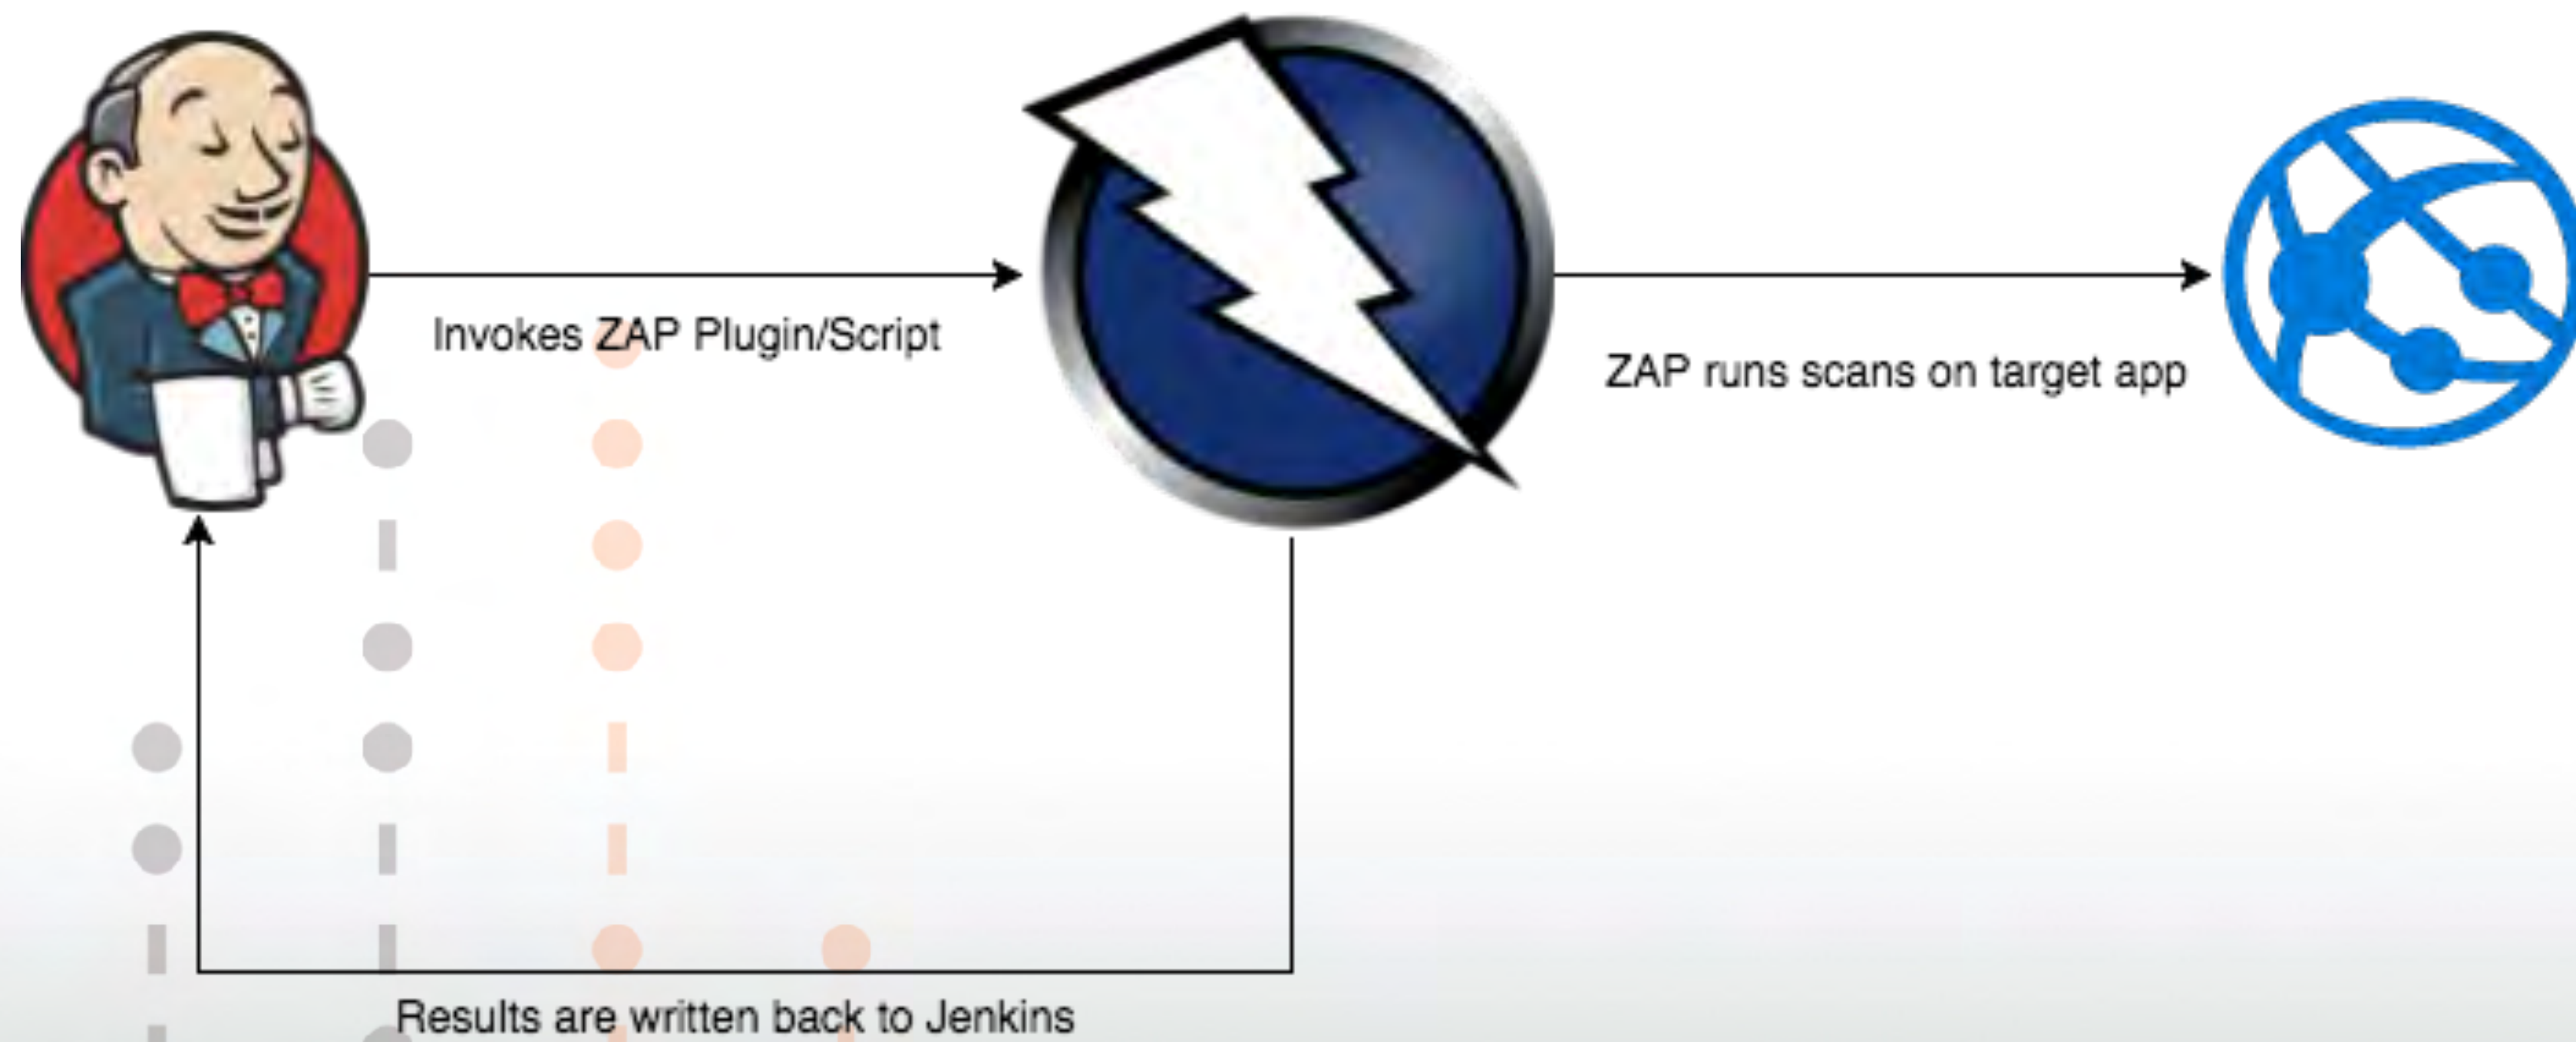 Invokes ZAP Plugin/Script
ZAP runs scans on target app
Results are written back to Jenkins